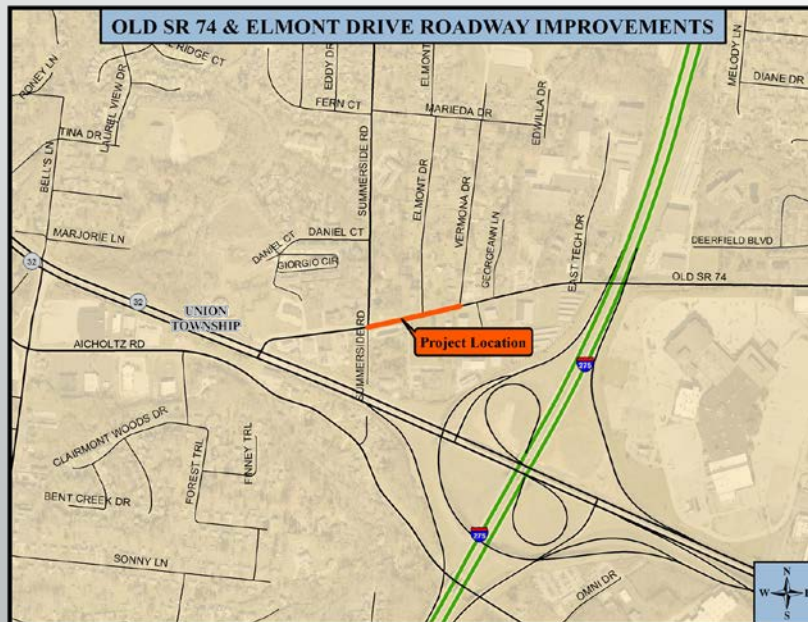 OLD SR 74 & ELMONT DRIVE ROADWAY IMPROVEMENTS
RONEY LN
RIDGE CT
LAUREL VIEW DR
TINA DR
BELL'S LN
MARJORIE LN
EDDY DR
FERN CT
ELMONT
MARIEDA DR
EDWILLA DR
MELODY LN
DIANE DR
SUMMERSIDE RD
ELMONT DR
VERMONA DR
GEORGEANN LN
EAST TECH DR
DANIEL CT
DANIEL CT
GIORGIO CIR
DEERFIELD BLVD
OLD SR 74
32
32
UNION
TOWNSHIP
Project Location
AICHOLTZ RD
SUMMERSIDE RD
275
CLAIRMONT WOODS DR
FOREST TRL
FINNEY TRL
BENT CREEK DR
SONNY LN
275
OMNI DR
N
W E
S